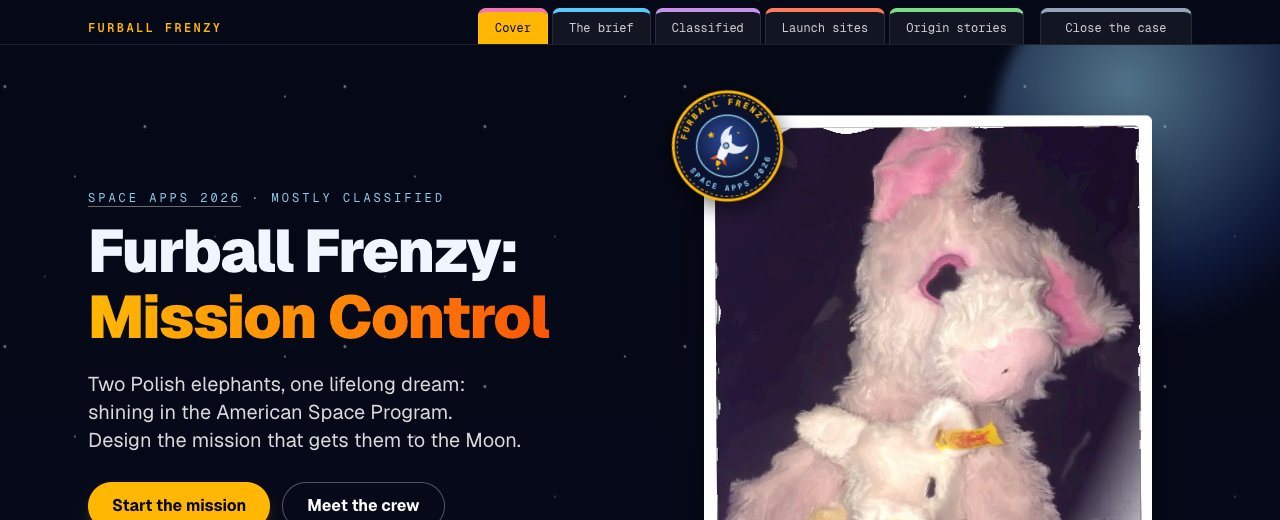 FURBALL FRENZY
Cover
The brief
Classified
Launch sites
Origin stories
Close the case
FURBALL FRENZY
SPACE APPS 2026
SPACE APPS 2026 · MOSTLY CLASSIFIED
Furball Frenzy:
Mission Control
Two Polish elephants, one lifelong dream:
shining in the American Space Program.
Design the mission that gets them to the Moon.
Start the mission
Meet the crew